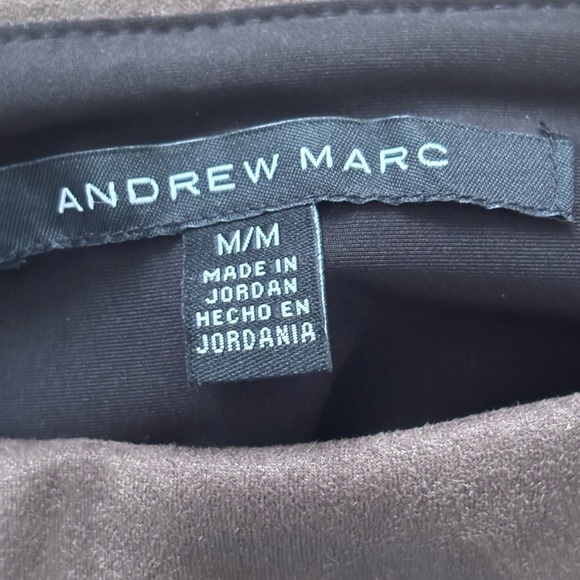 ANDREW MARC
M/M
MADE IN
JORDAN
HECHO EN
JORDANIA